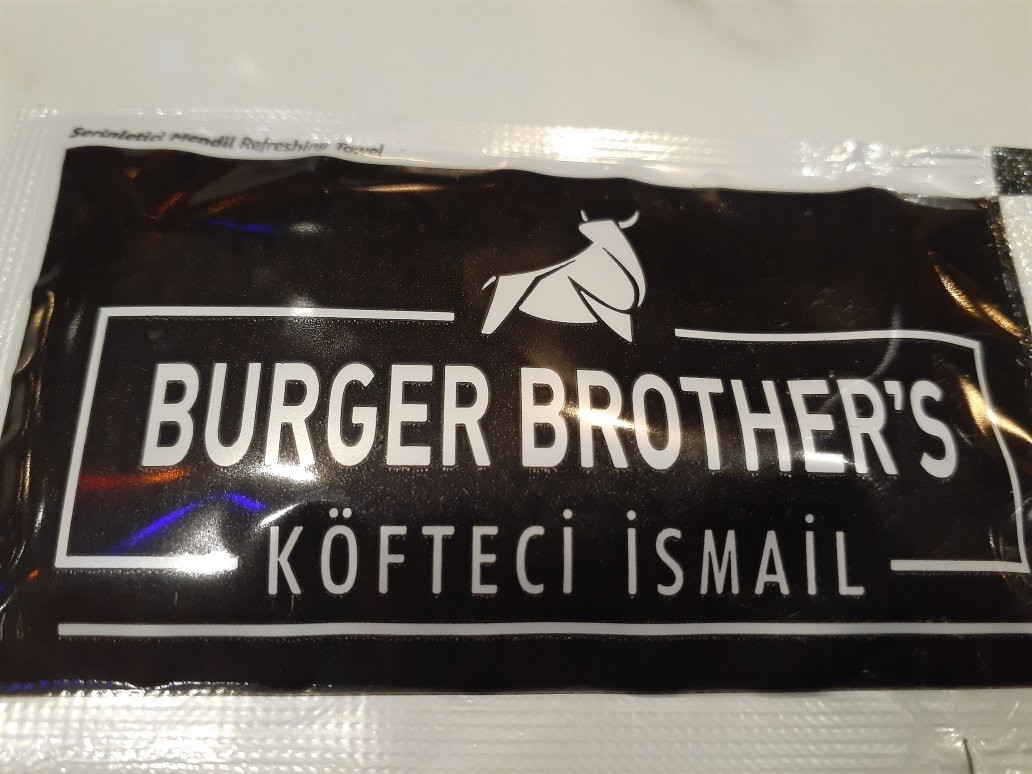 Serinletici Mendil Refreshing Towel
BURGER BROTHER'S
KÖFTECİ İSMAİL